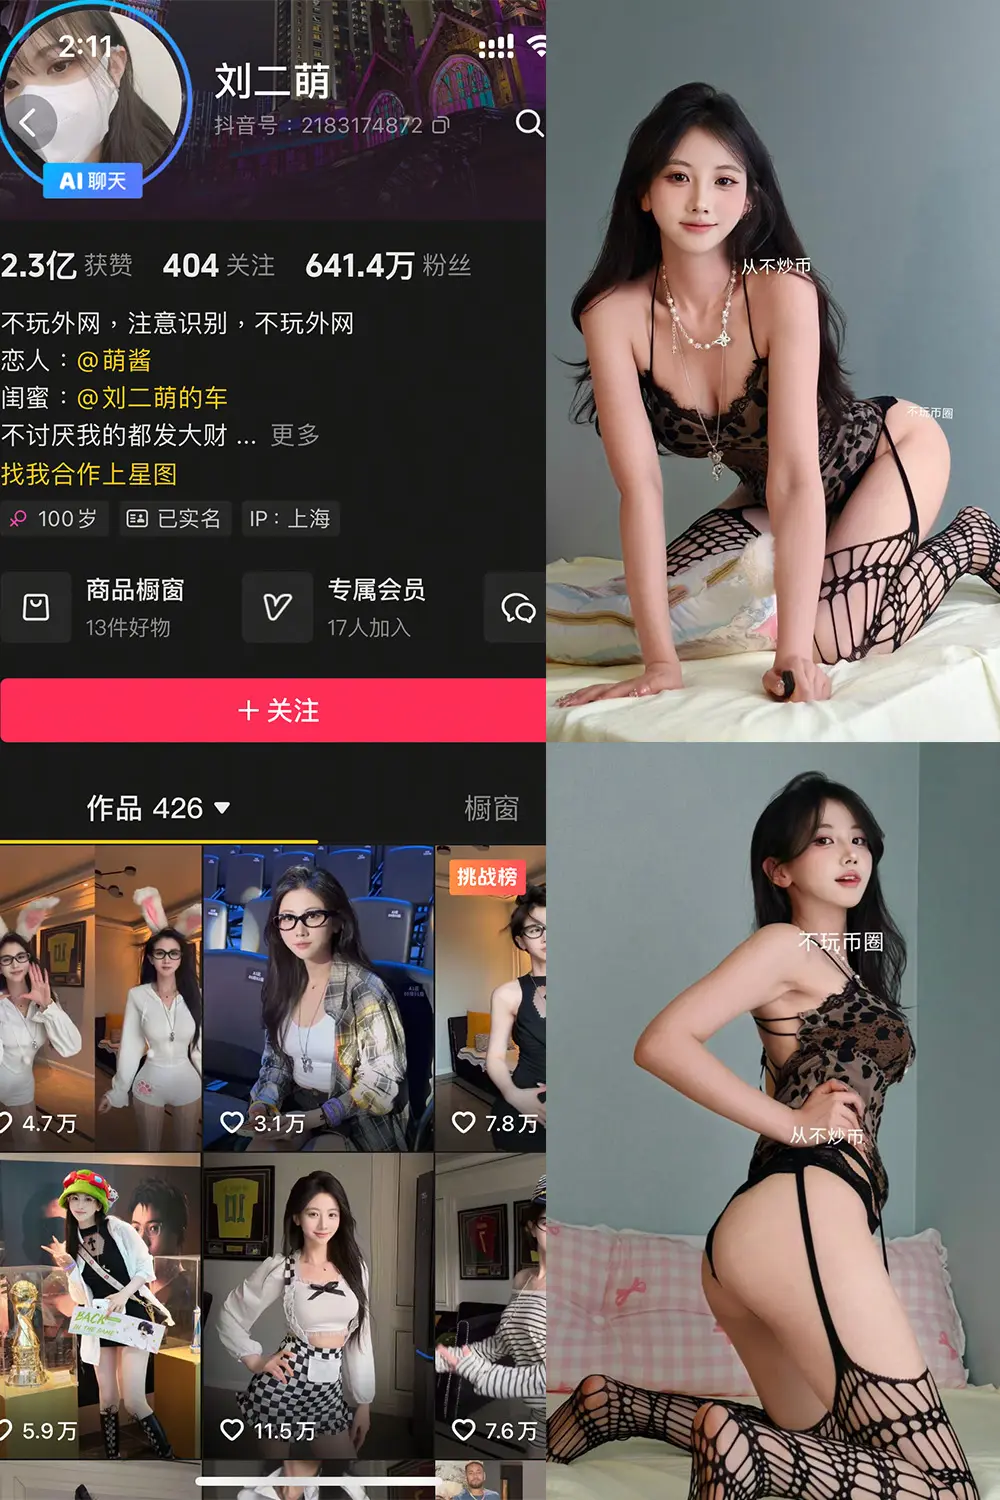 2:11
刘二萌
抖音号：2183174872
AI 聊天
2.3亿 获赞 404 关注 641.4万 粉丝
不玩外网，注意识别，不玩外网
恋人：@萌酱
闺蜜：@刘二萌的车
不讨厌我的都发大财 ... 更多
找我合作上星图
100岁 已实名 IP：上海
商品橱窗
13件好物
专属会员
17人加入
+ 关注
作品 426 橱窗
挑战榜
4.7万
3.1万
7.8万
BACK
IN THE GAME
5.9万
11.5万
7.6万
从不炒币
不玩币圈
不玩币圈
从不炒币